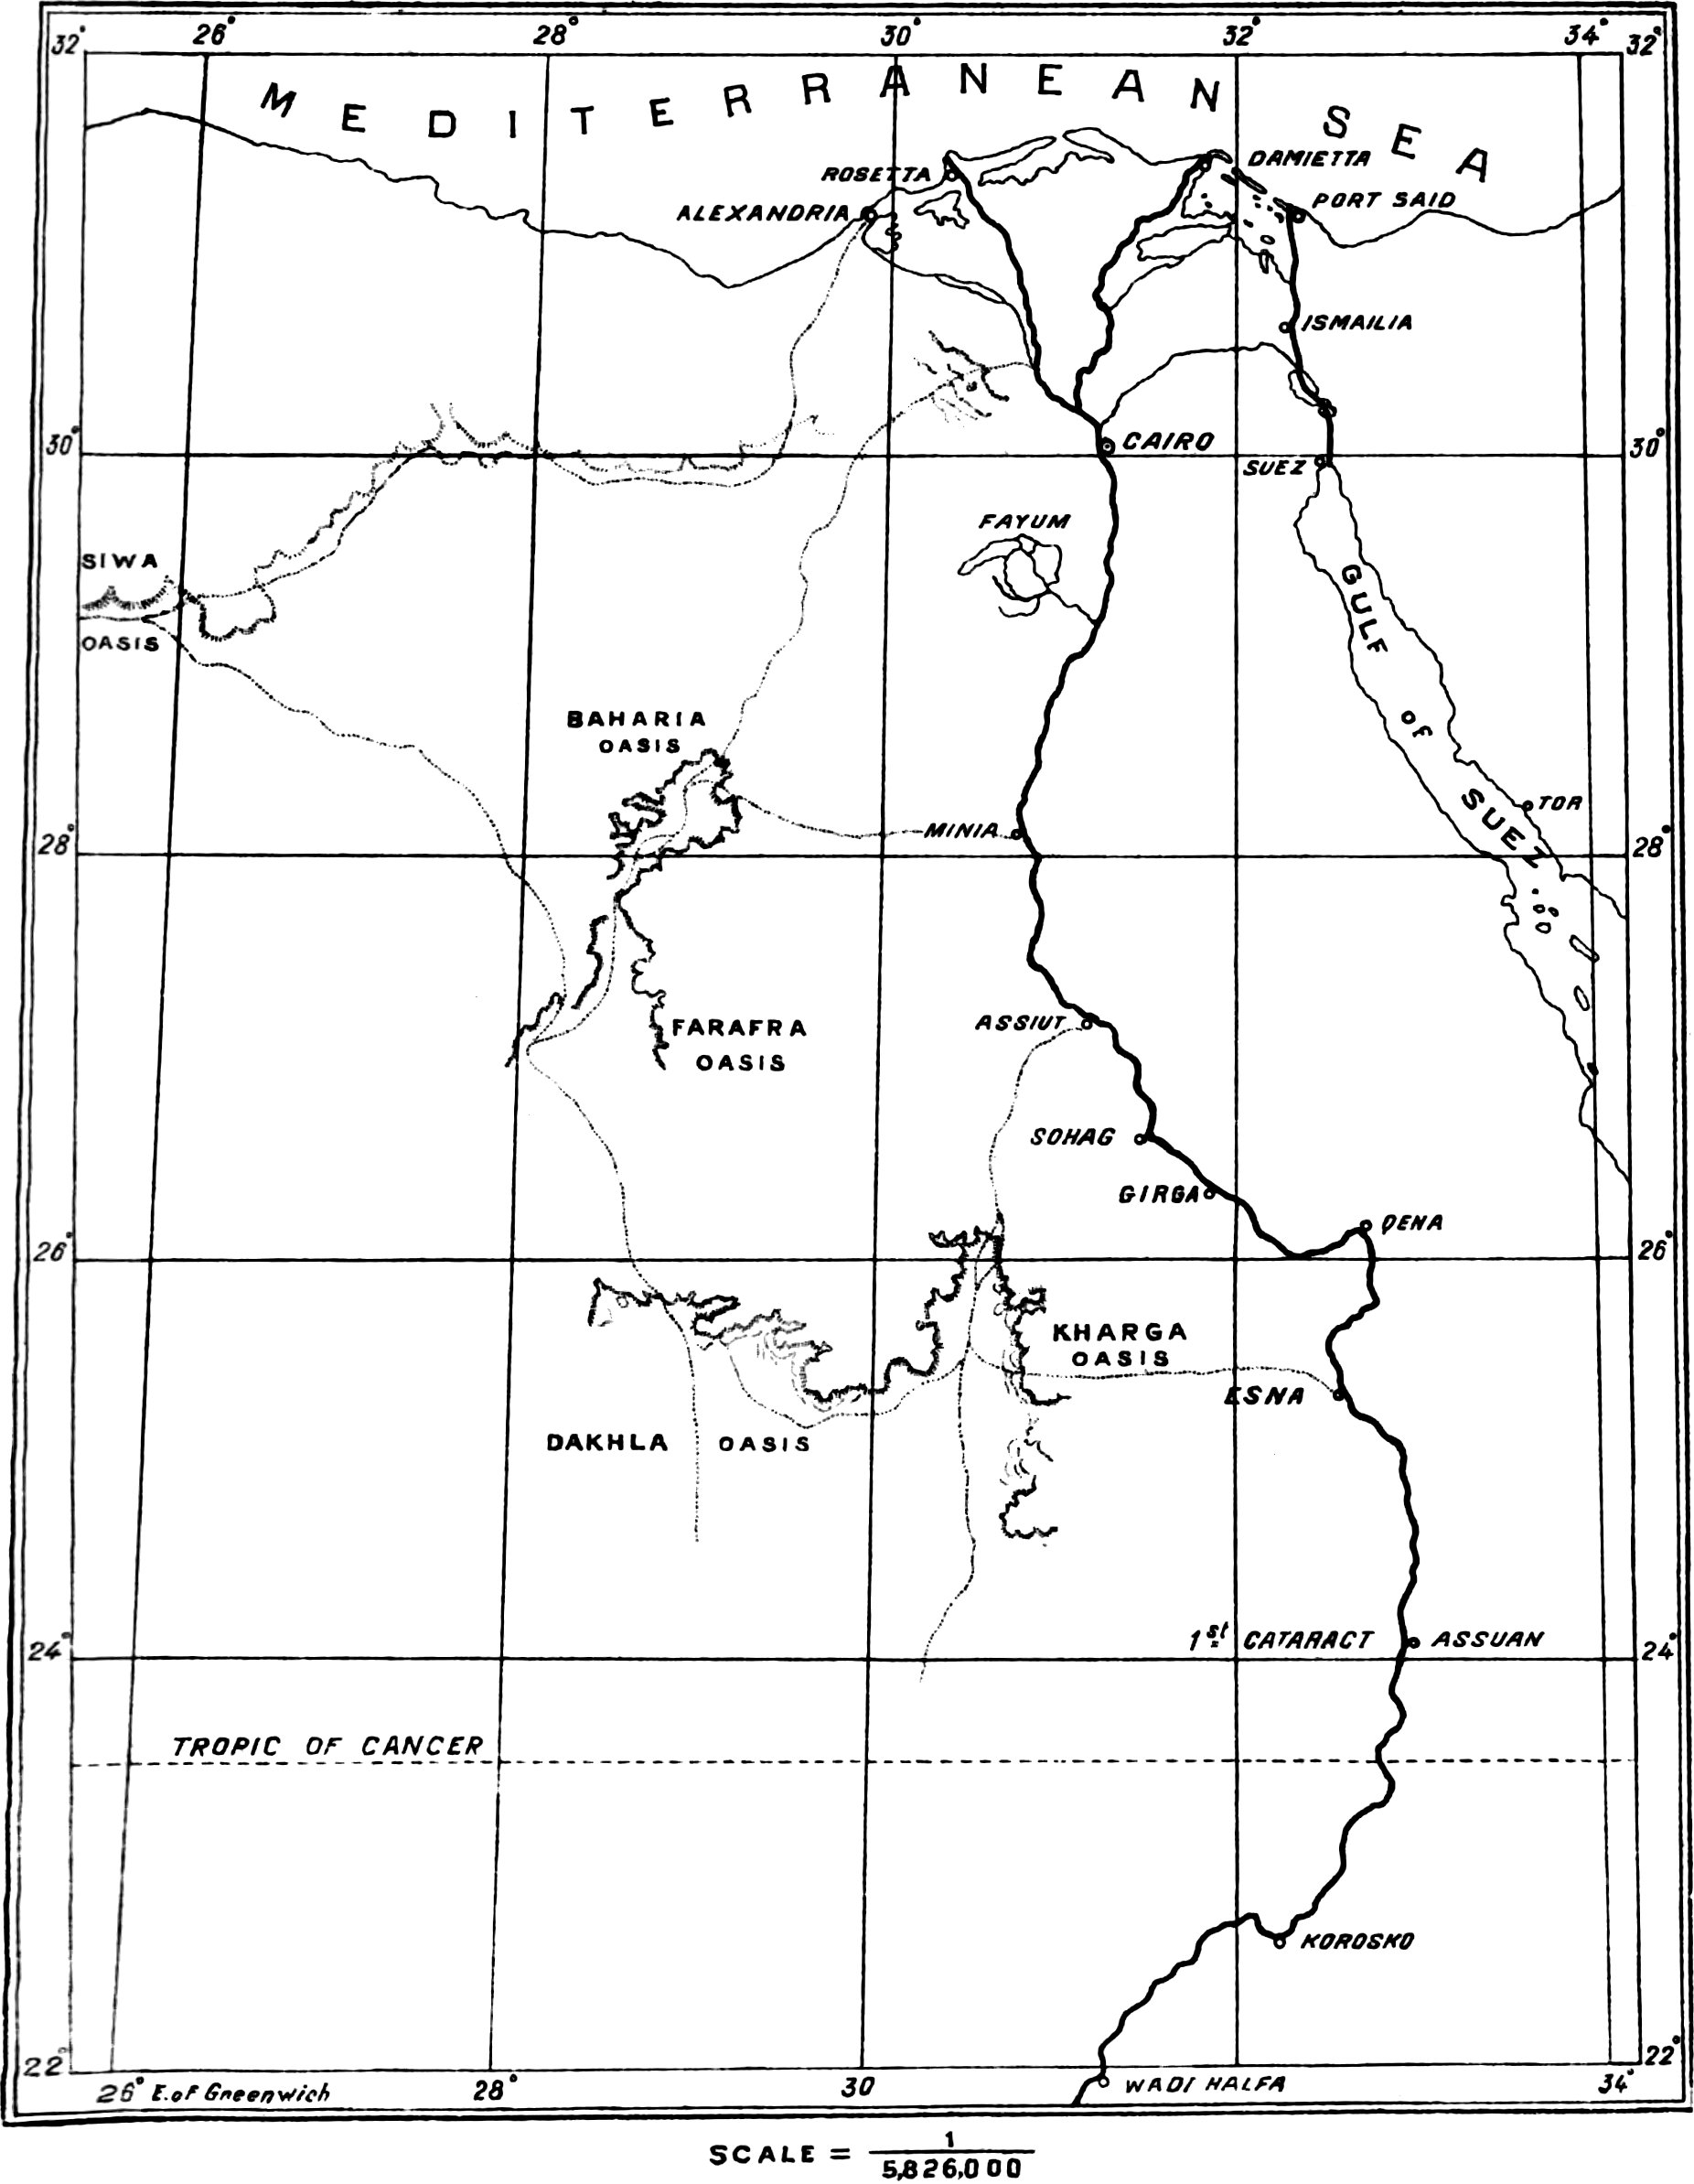 26° 28° 30° 32° 34°
32° 32°
MEDITERRANEAN SEA
DAMIETTA
ROSETTA
PORT SAID
ALEXANDRIA
ISMAILIA
30° CAIRO 30°
SUEZ
FAYUM
SIWA
OASIS
GULF OF SUEZ
BAHARIA
OASIS
TOR
MINIA
28° 28°
ASSIUT
FARAFRA
OASIS
SOHAG
GIRGA
QENA
26° 26°
KHARGA
OASIS
ESNA
DAKHLA OASIS
1st CATARACT ASSUAN
24° 24°
TROPIC OF CANCER
KOROSKO
22° 22°
26° E. of Greenwich 28° 30 WADI HALFA 34°
SCALE = 1
5,826,000